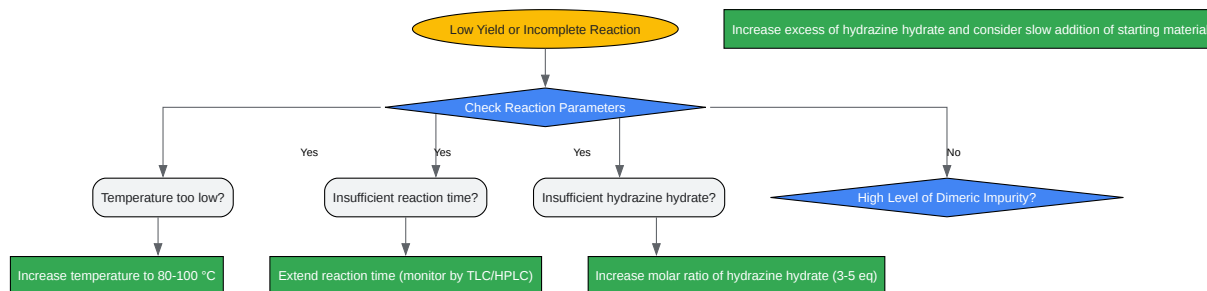 Low Yield or Incomplete Reaction
Increase excess of hydrazine hydrate and consider slow addition of starting materia
Check Reaction Parameters
Yes
Yes
Yes
No
Temperature too low?
Insufficient reaction time?
Insufficient hydrazine hydrate?
High Level of Dimeric Impurity?
Increase temperature to 80-100 °C
Extend reaction time (monitor by TLC/HPLC)
Increase molar ratio of hydrazine hydrate (3-5 eq)